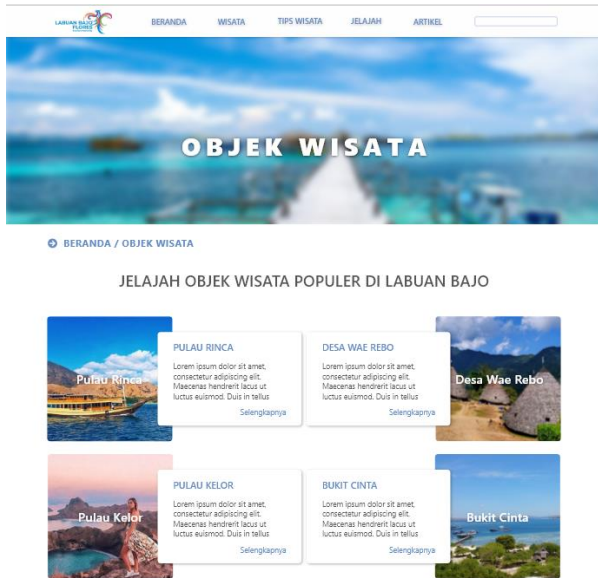 LABUAN BAJO
FLORES
BERANDA
WISATA
TIPS WISATA
JELAJAH
ARTIKEL
OBJEK WISATA
BERANDA / OBJEK WISATA
JELAJAH OBJEK WISATA POPULER DI LABUAN BAJO
Pulau Rinca
PULAU RINCA
Lorem ipsum dolor sit amet,
consectetur adipiscing elit.
Maecenas hendrerit lacus ut
luctus euismod. Duis in tellus
Selengkapnya
DESA WAE REBO
Lorem ipsum dolor sit amet,
consectetur adipiscing elit.
Maecenas hendrerit lacus ut
luctus euismod. Duis in tellus
Selengkapnya
Desa Wae Rebo
Pulau Kelor
PULAU KELOR
Lorem ipsum dolor sit amet,
consectetur adipiscing elit.
Maecenas hendrerit lacus ut
luctus euismod. Duis in tellus
Selengkapnya
BUKIT CINTA
Lorem ipsum dolor sit amet,
consectetur adipiscing elit.
Maecenas hendrerit lacus ut
luctus euismod. Duis in tellus
Selengkapnya
Bukit Cinta